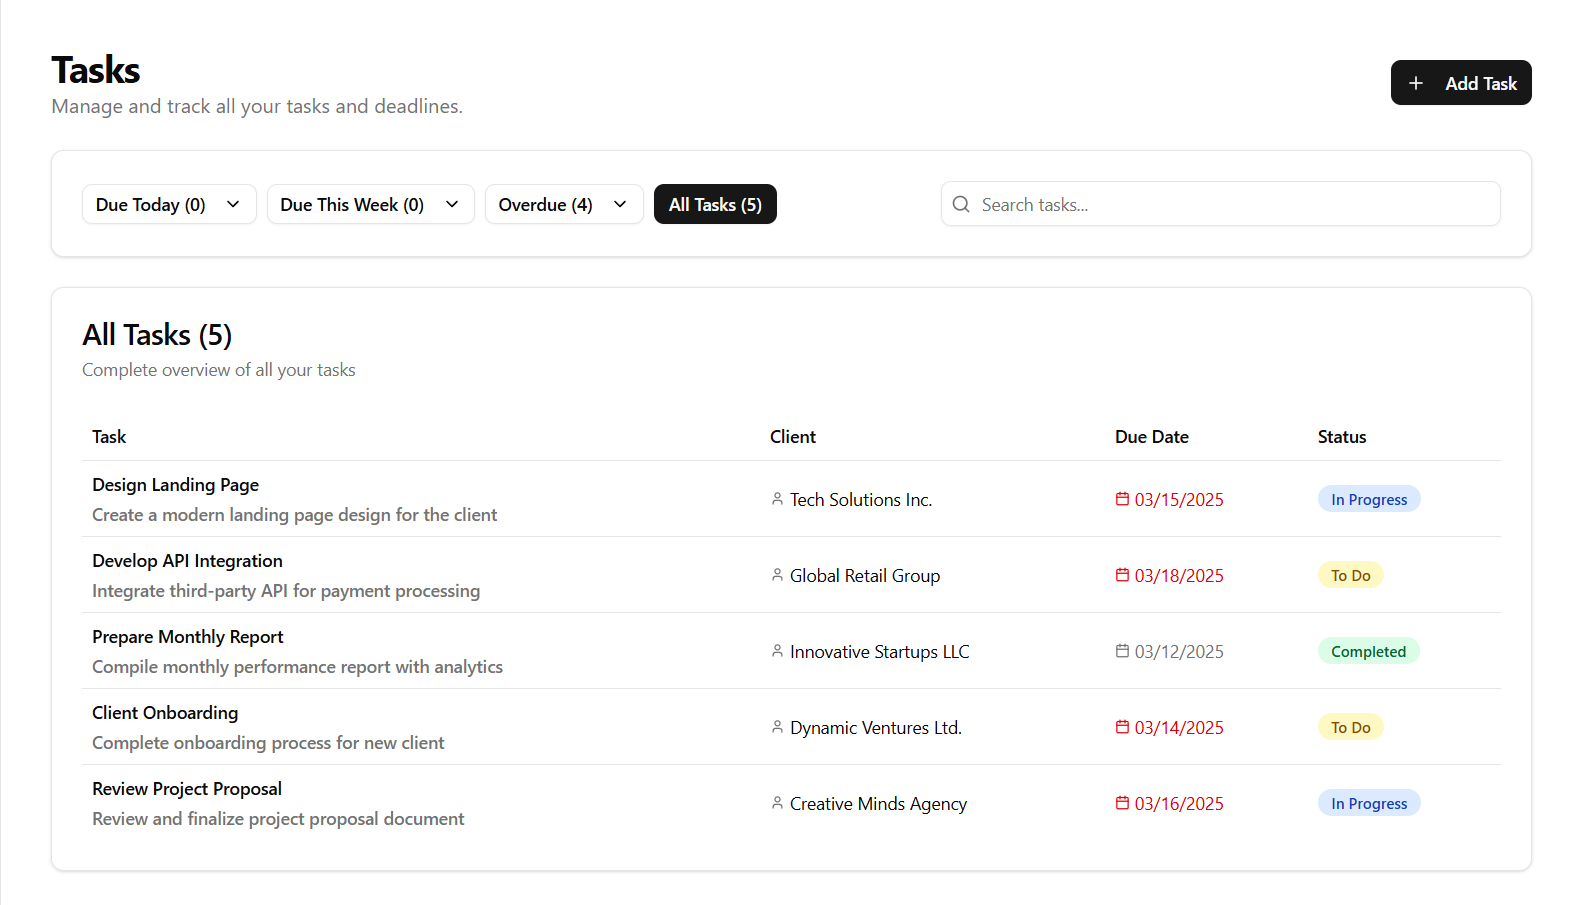 Tasks
Manage and track all your tasks and deadlines.
Add Task
Due Today (0)
Due This Week (0)
Overdue (4)
All Tasks (5)
Search tasks...
All Tasks (5)
Complete overview of all your tasks
Task Client Due Date Status
Design Landing Page
Create a modern landing page design for the client
Tech Solutions Inc.
03/15/2025
In Progress
Develop API Integration
Integrate third-party API for payment processing
Global Retail Group
03/18/2025
To Do
Prepare Monthly Report
Compile monthly performance report with analytics
Innovative Startups LLC
03/12/2025
Completed
Client Onboarding
Complete onboarding process for new client
Dynamic Ventures Ltd.
03/14/2025
To Do
Review Project Proposal
Review and finalize project proposal document
Creative Minds Agency
03/16/2025
In Progress